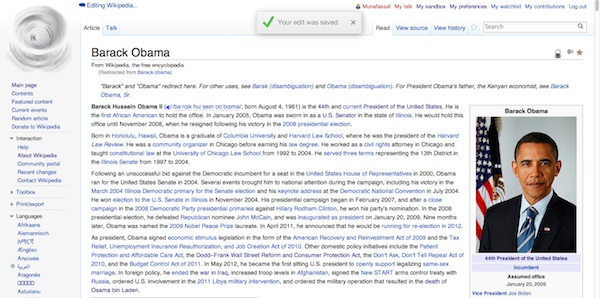 Editing Wikipedia...
Your edit was saved.
Munafassaf My talk My sandbox My preferences My watchlist My contributions Log out
Article Talk
Read View source View history
Search
Barack Obama
From Wikipedia, the free encyclopedia
(Redirected from Barack obama)
"Barack" and "Obama" redirect here. For other uses, see Barak (disambiguation) and Obama (disambiguation). For President Obama's father, the Kenyan economist, see Barack
Obama, Sr.
Barack Hussein Obama II
born August 4, 1961) is the 44th and current President of the United States. He is
the first African American to hold the office. In January 2005, Obama was sworn in as a U.S. Senator in the state of Illinois. He would hold this
office until November 2008, when he resigned following his victory in the 2008 presidential election.
Born in Honolulu, Hawaii, Obama is a graduate of Columbia University and Harvard Law School, where he was the president of the Harvard
Law Review. He was a community organizer in Chicago before earning his law degree. He worked as a civil rights attorney in Chicago and
taught constitutional law at the University of Chicago Law School from 1992 to 2004. He served three terms representing the 13th District in
the Illinois Senate from 1997 to 2004.
Following an unsuccessful bid against the Democratic incumbent for a seat in the United States House of Representatives in 2000, Obama
ran for the United States Senate in 2004. Several events brought him to national attention during the campaign, including his victory in the
March 2004 Illinois Democratic primary for the Senate election and his keynote address at the Democratic National Convention in July 2004.
He won election to the U.S. Senate in Illinois in November 2004. His presidential campaign began in February 2007, and after a close
campaign in the 2008 Democratic Party presidential primaries against Hillary Rodham Clinton, he won his party's nomination. In the 2008
presidential election, he defeated Republican nominee John McCain, and was inaugurated as president on January 20, 2009. Nine months
later, Obama was named the 2009 Nobel Peace Prize laureate. In April 2011, he announced that he would be running for re-election in 2012.
As president, Obama signed economic stimulus legislation in the form of the American Recovery and Reinvestment Act of 2009 and the Tax
Relief, Unemployment Insurance Reauthorization, and Job Creation Act of 2010. Other domestic policy initiatives include the Patient
Protection and Affordable Care Act, the Dodd–Frank Wall Street Reform and Consumer Protection Act, the Don't Ask, Don't Tell Repeal Act of
2010, and the Budget Control Act of 2011. In May 2012, he became the first sitting U.S. president to openly support legalizing same-sex
marriage. In foreign policy, he ended the war in Iraq, increased troop levels in Afghanistan, signed the New START arms control treaty with
Russia, ordered U.S. involvement in the 2011 Libya military intervention, and ordered the military operation that resulted in the death of
Osama bin Laden.
Barack Obama
44th President of the United States
Incumbent
Assumed office
January 20, 2009
Vice President Joe Biden
Main page
Contents
Featured content
Current events
Random article
Donate to Wikipedia
Interaction
Help
About Wikipedia
Community portal
Recent changes
Contact Wikipedia
Toolbox
Print/export
Languages
Afrikaans
Alemannisch
አማርኛ
Ænglisc
العربية
Aragonés
Asturianu